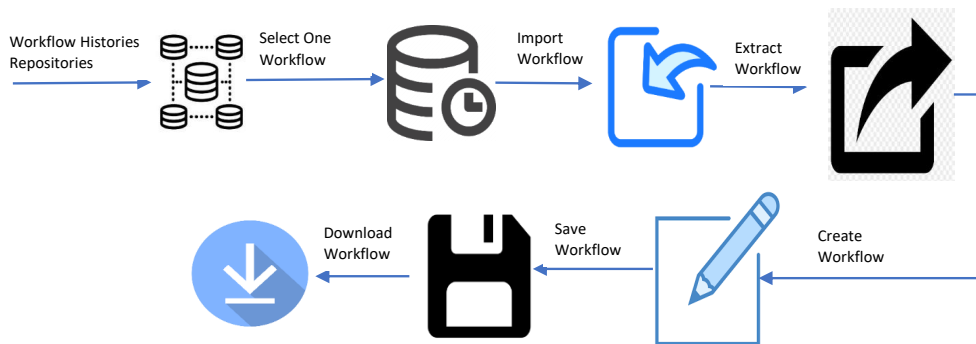 Workflow Histories
Repositories
Select One
Workflow
Import
Workflow
Extract
Workflow
Create
Workflow
Save
Workflow
Download
Workflow